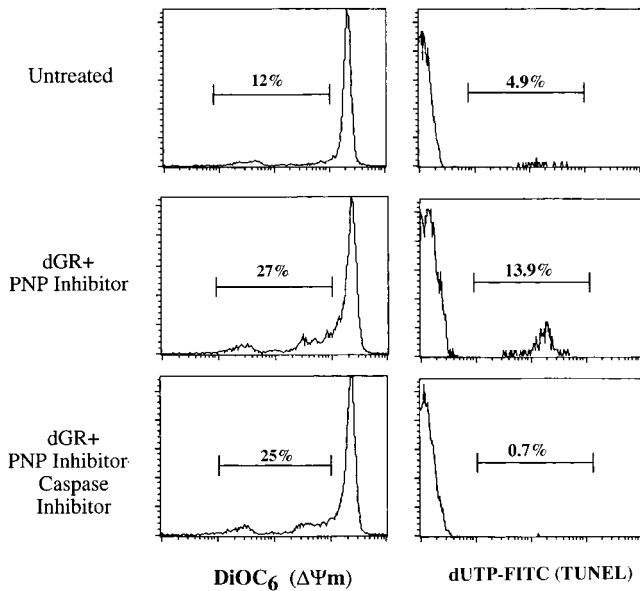 Untreated
12%
4.9%
dGR+
PNP Inhibitor
27%
13.9%
dGR+
PNP Inhibitor
Caspase
Inhibitor
25%
0.7%
DiOC6 (ΔΨm)
dUTP-FITC (TUNEL)